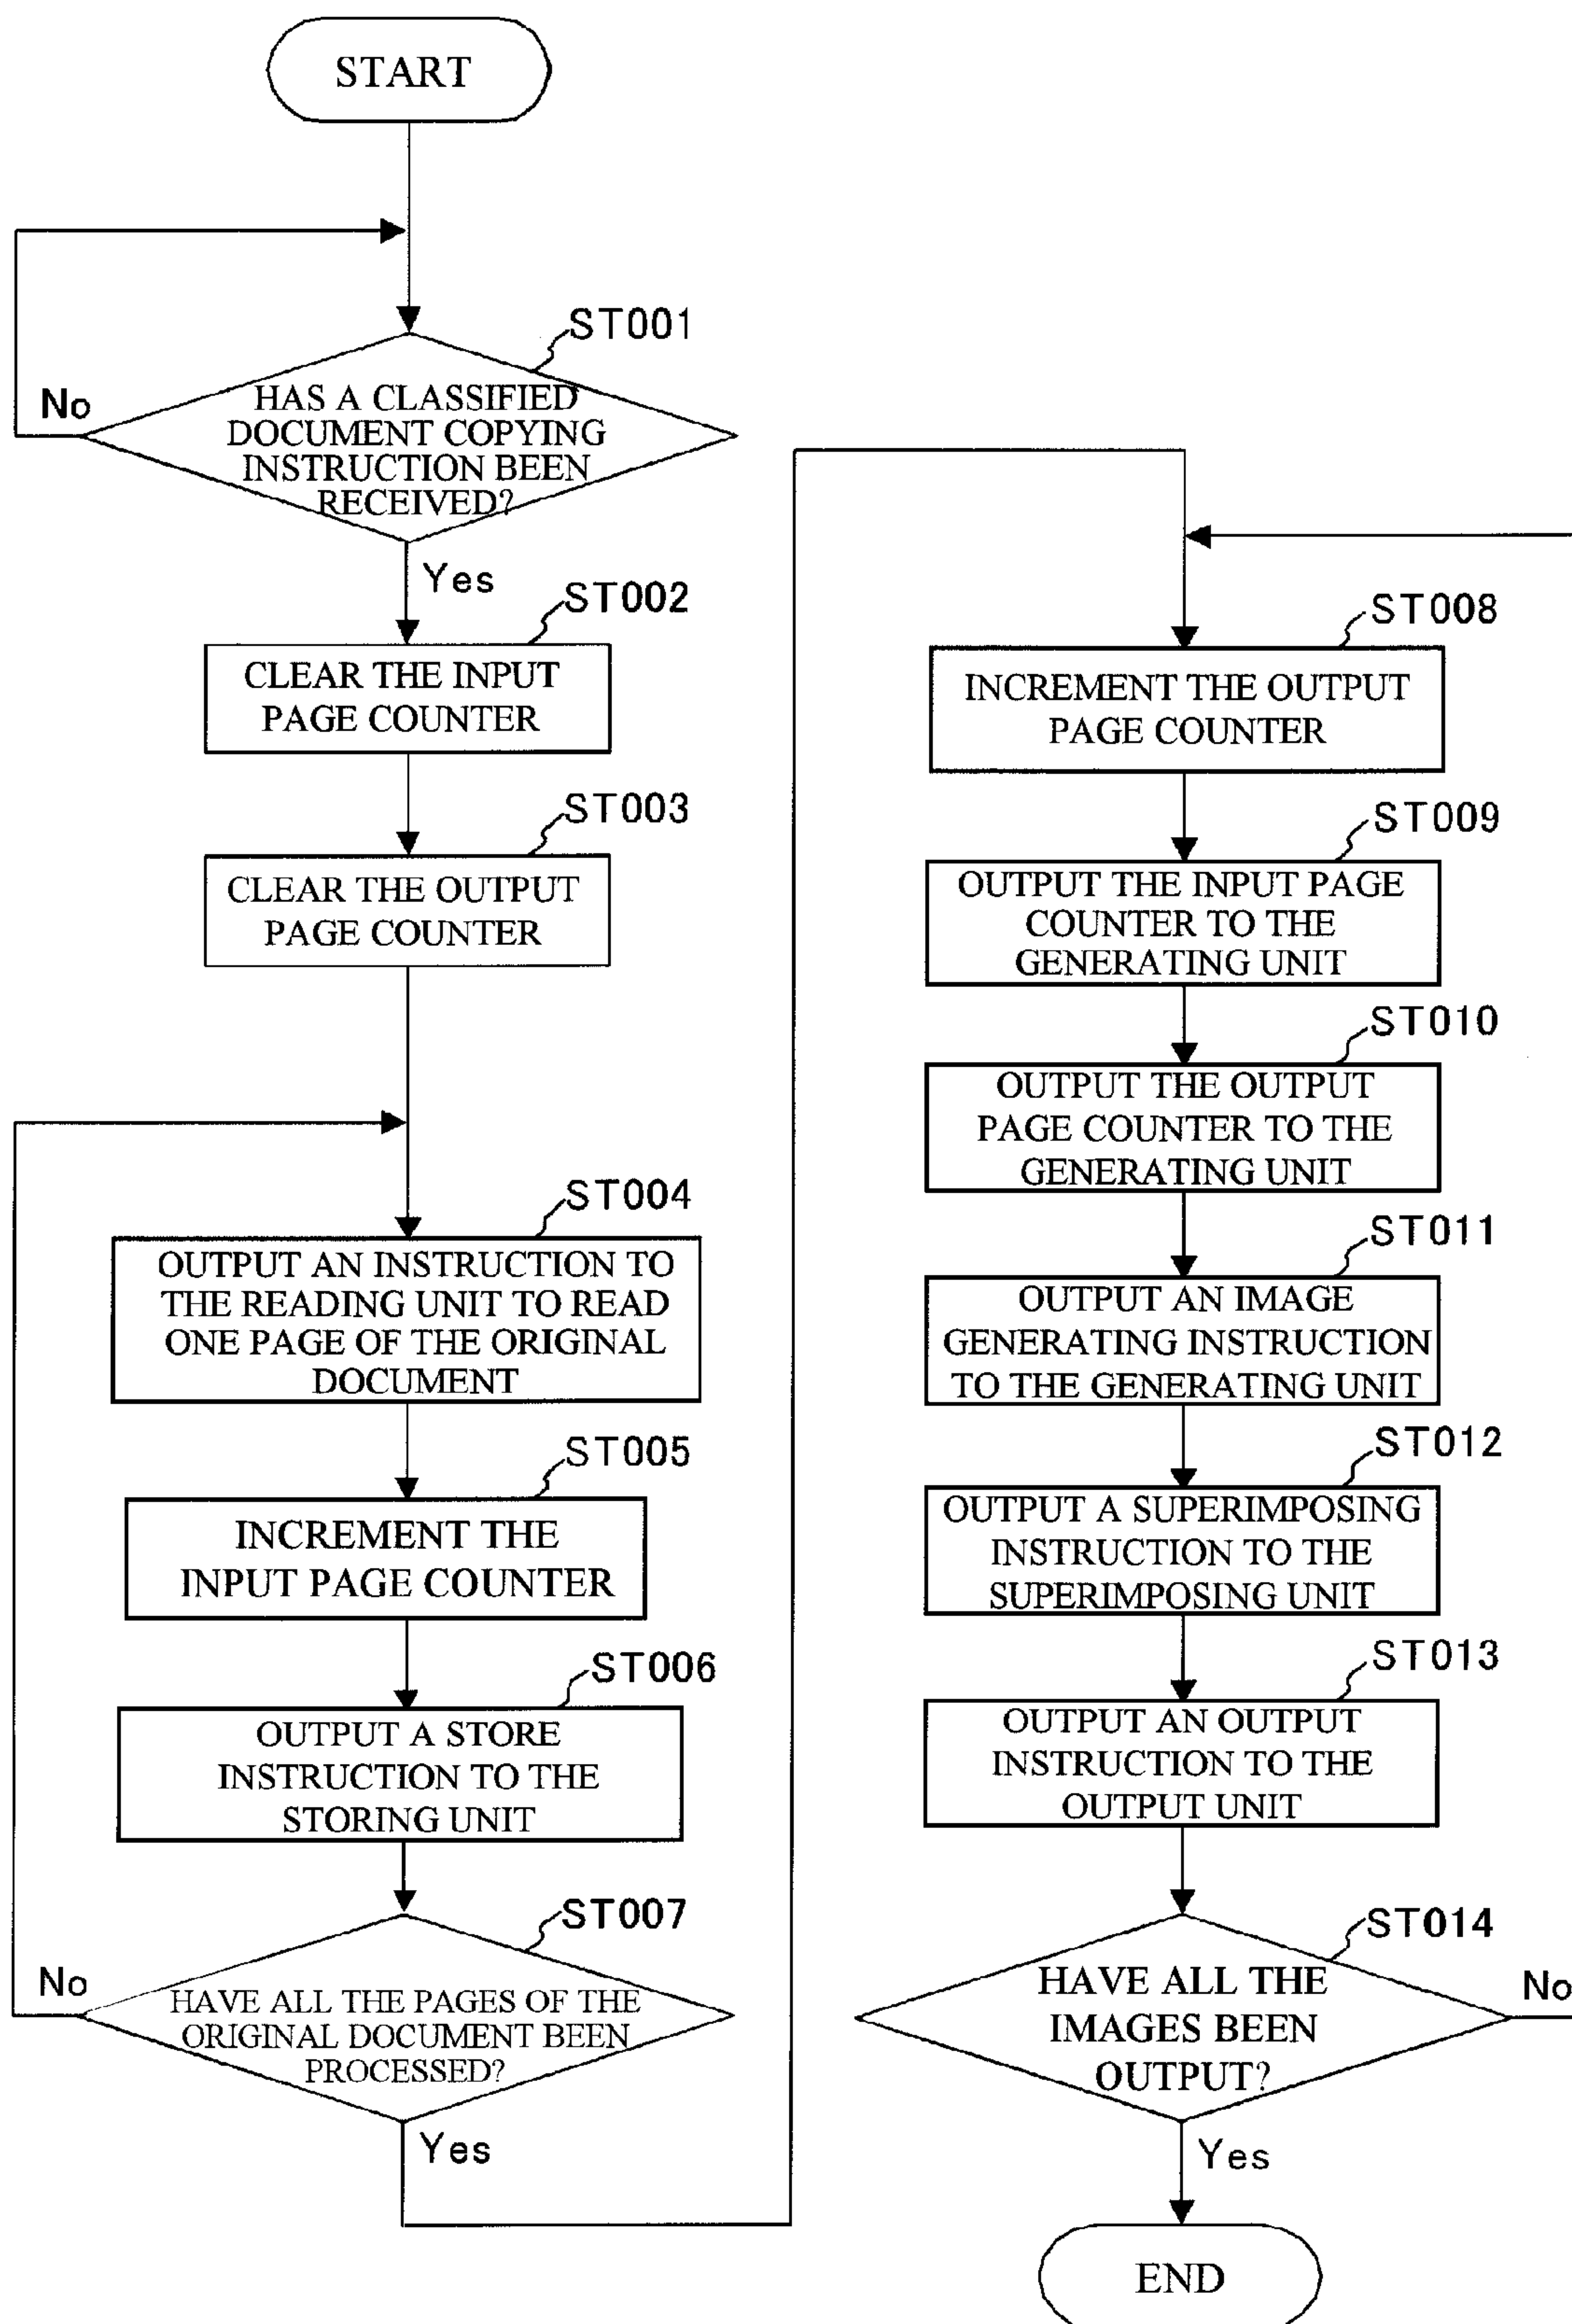 START
ST001
HAS A CLASSIFIED
DOCUMENT COPYING
INSTRUCTION BEEN
RECEIVED?
No
Yes
ST002
CLEAR THE INPUT
PAGE COUNTER
ST003
CLEAR THE OUTPUT
PAGE COUNTER
ST004
OUTPUT AN INSTRUCTION TO
THE READING UNIT TO READ
ONE PAGE OF THE ORIGINAL
DOCUMENT
ST005
INCREMENT THE
INPUT PAGE COUNTER
ST006
OUTPUT A STORE
INSTRUCTION TO THE
STORING UNIT
ST007
No
HAVE ALL THE PAGES OF THE
ORIGINAL DOCUMENT BEEN
PROCESSED?
Yes
ST008
INCREMENT THE OUTPUT
PAGE COUNTER
ST009
OUTPUT THE INPUT PAGE
COUNTER TO THE
GENERATING UNIT
ST010
OUTPUT THE OUTPUT
PAGE COUNTER TO THE
GENERATING UNIT
ST011
OUTPUT AN IMAGE
GENERATING INSTRUCTION
TO THE GENERATING UNIT
ST012
OUTPUT A SUPERIMPOSING
INSTRUCTION TO THE
SUPERIMPOSING UNIT
ST013
OUTPUT AN OUTPUT
INSTRUCTION TO THE
OUTPUT UNIT
ST014
HAVE ALL THE
IMAGES BEEN
OUTPUT?
No
Yes
END